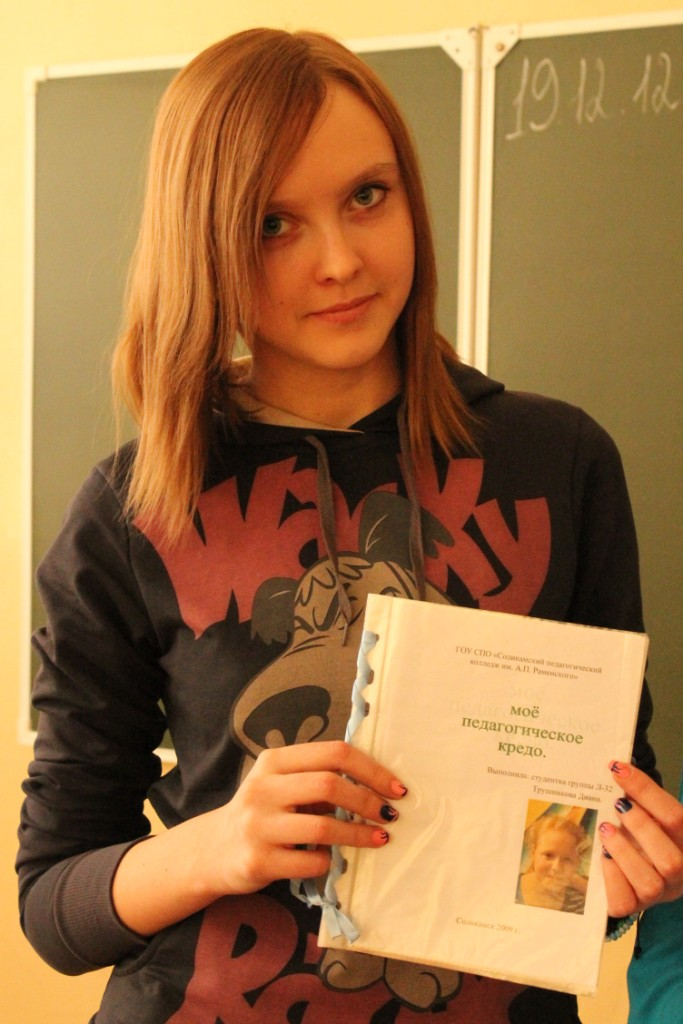 19.12.12
Wacky
ГОУ СПО «Соликамский педагогический
колледж им. А.П. Раменского»
моё
педагогическое
кредо.
Выполнила: студентка группы Л-32
Трушникова Диана.
Соликамск 2009 г.